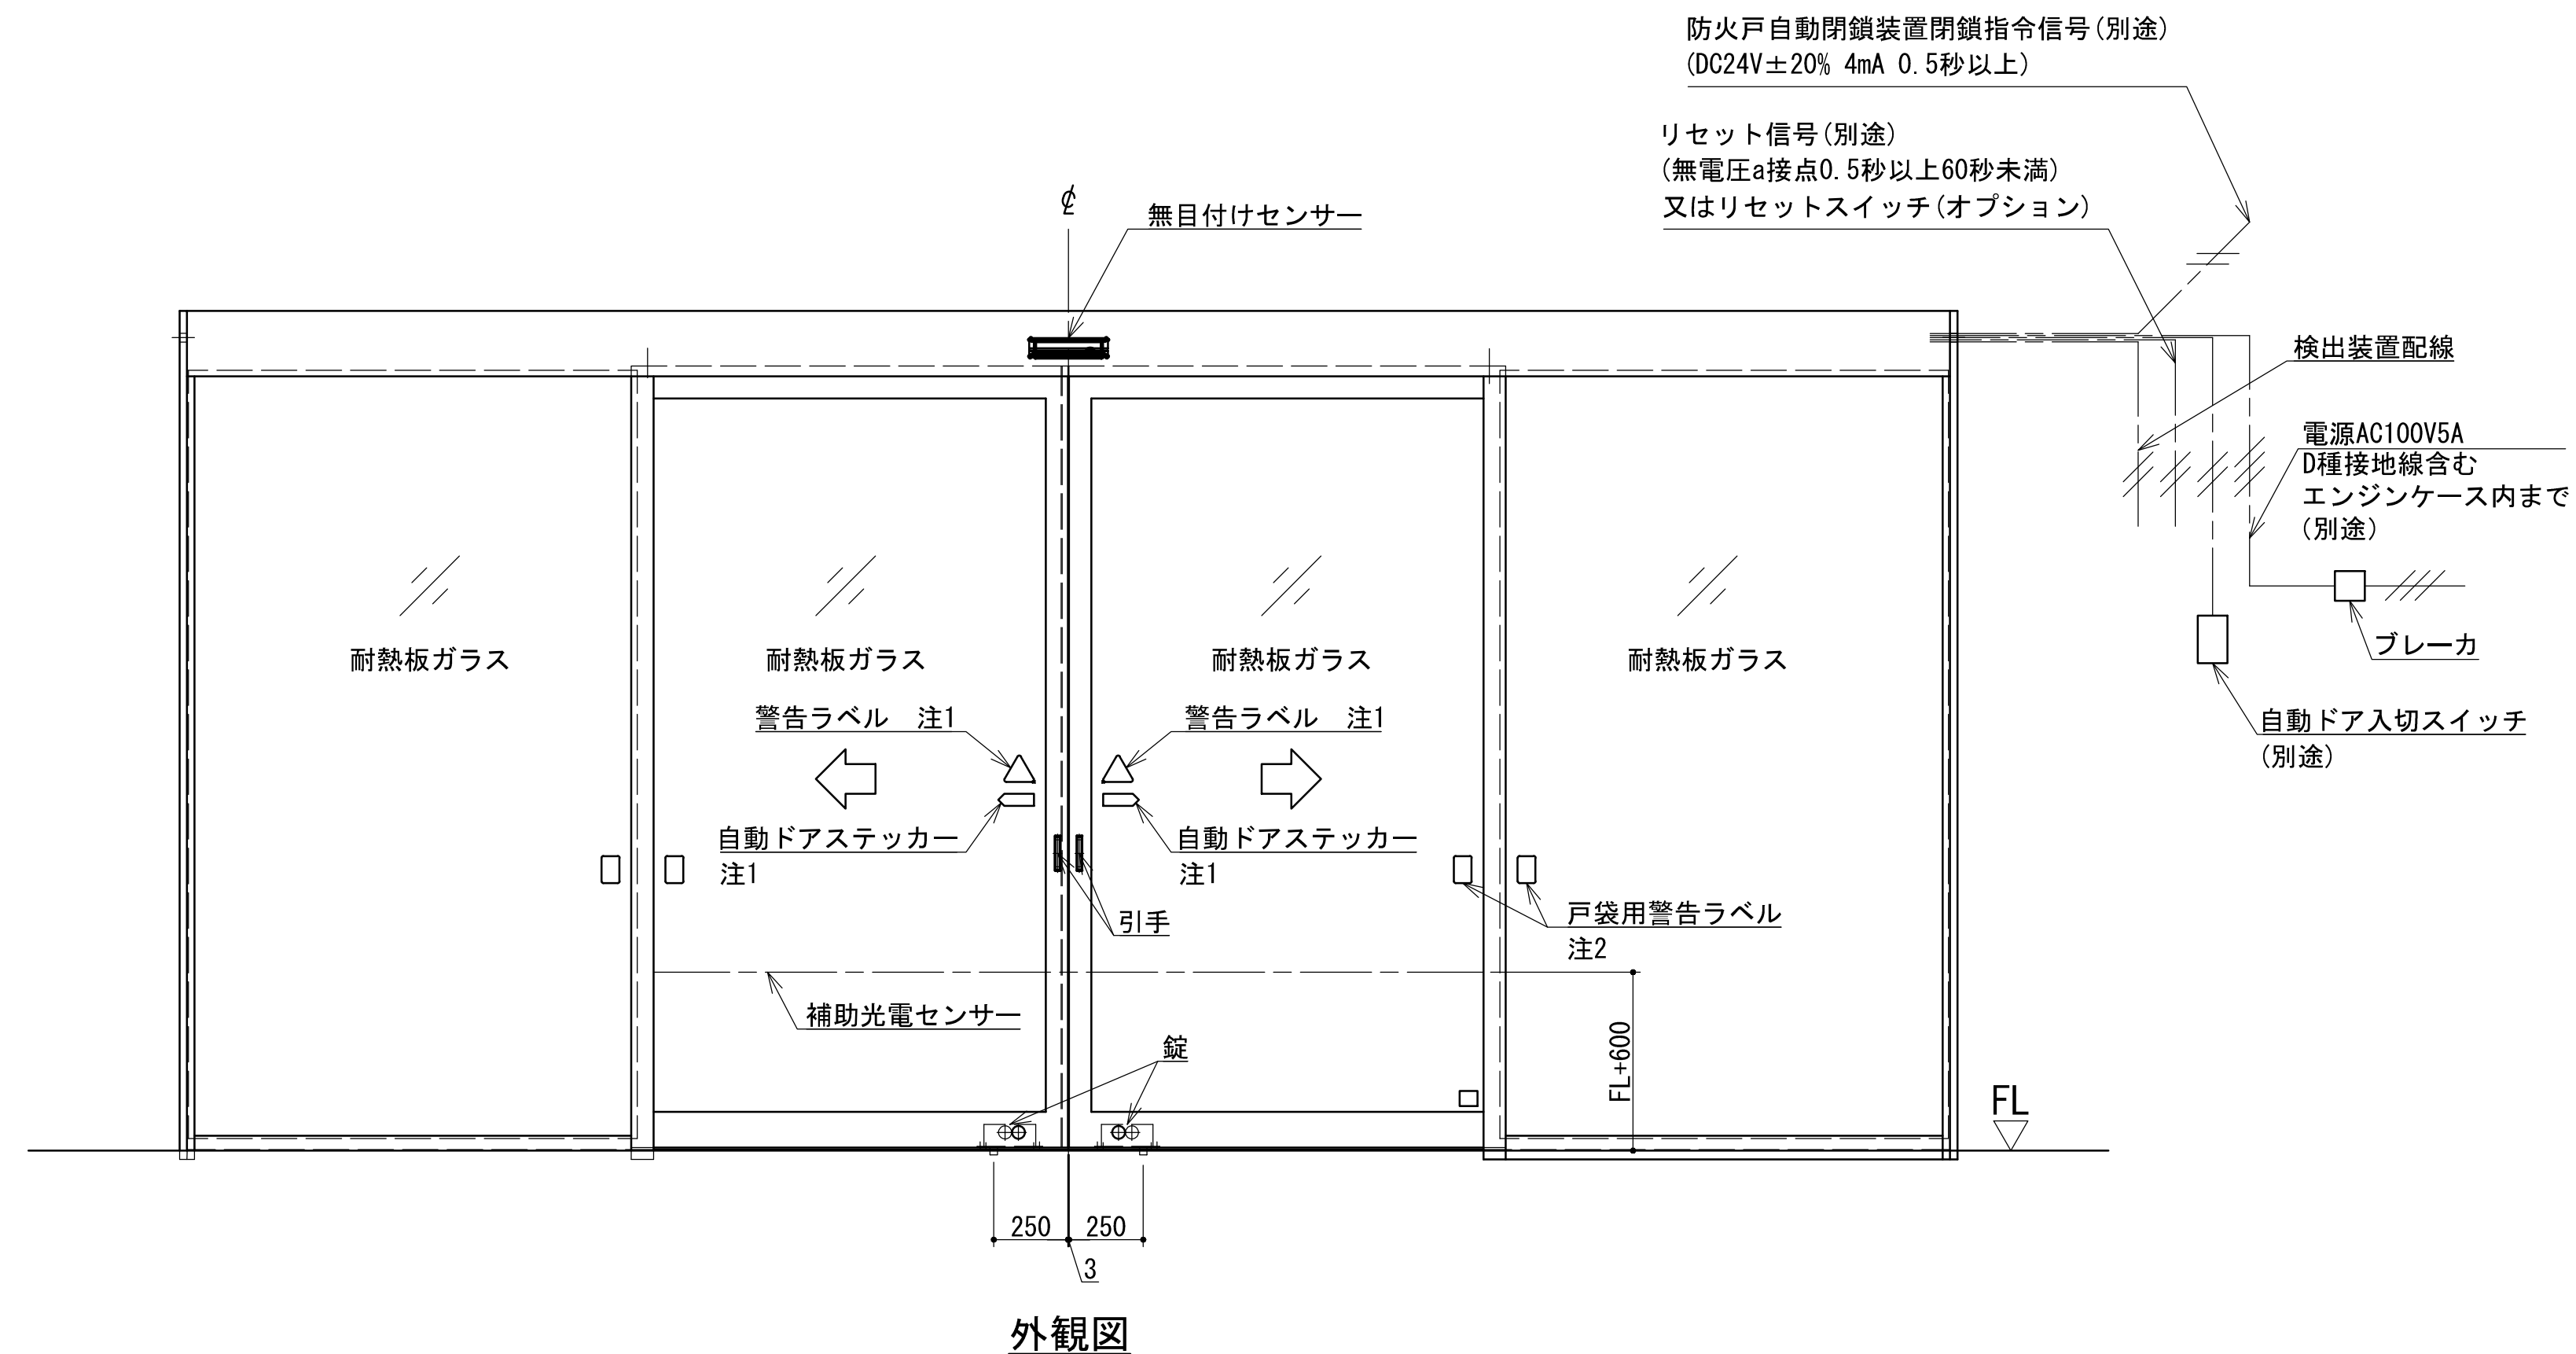 防火戸自動閉鎖装置閉鎖指令信号(別途)
(DC24V±20% 4mA 0.5秒以上)
リセット信号(別途)
(無電圧a接点0.5秒以上60秒未満)
又はリセットスイッチ(オプション)
℄
無目付けセンサー
検出装置配線
電源AC100V5A
D種接地線含む
エンジンケース内まで
(別途)
ブレーカ
自動ドア入切スイッチ
(別途)
耐熱板ガラス
耐熱板ガラス
耐熱板ガラス
耐熱板ガラス
警告ラベル　注1
警告ラベル　注1
自動ドアステッカー
注1
自動ドアステッカー
注1
引手
戸袋用警告ラベル
注2
補助光電センサー
錠
FL+600
FL
250
250
3
外観図